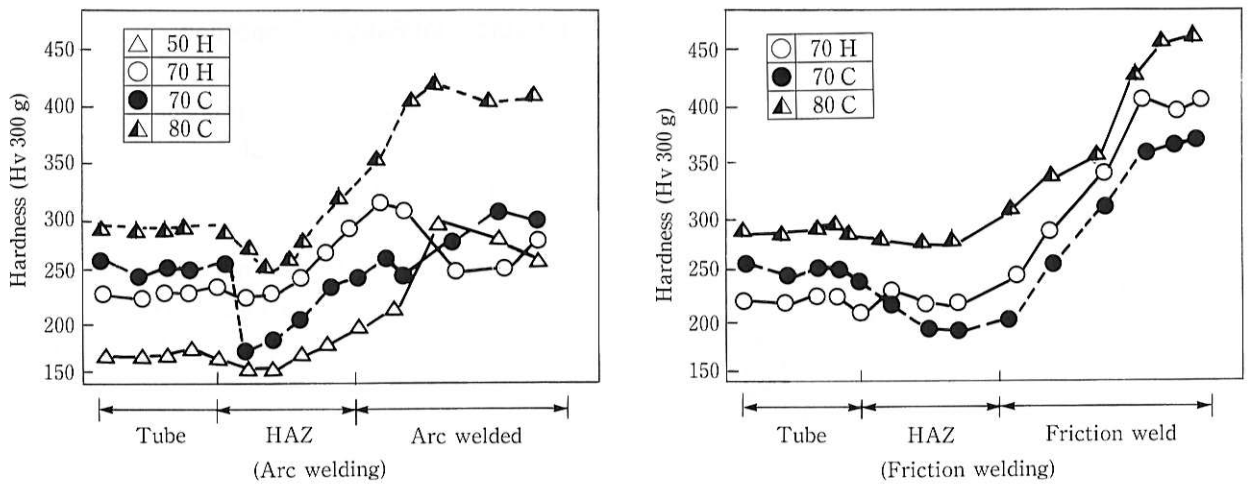 450
400
350
300
250
200
150
Hardness (Hv 300 g)
50 H
70 H
70 C
80 C
Tube
HAZ
Arc welded
(Arc welding)
450
400
350
300
250
200
150
Hardness (Hv 300 g)
70 H
70 C
80 C
Tube
HAZ
Friction weld
(Friction welding)